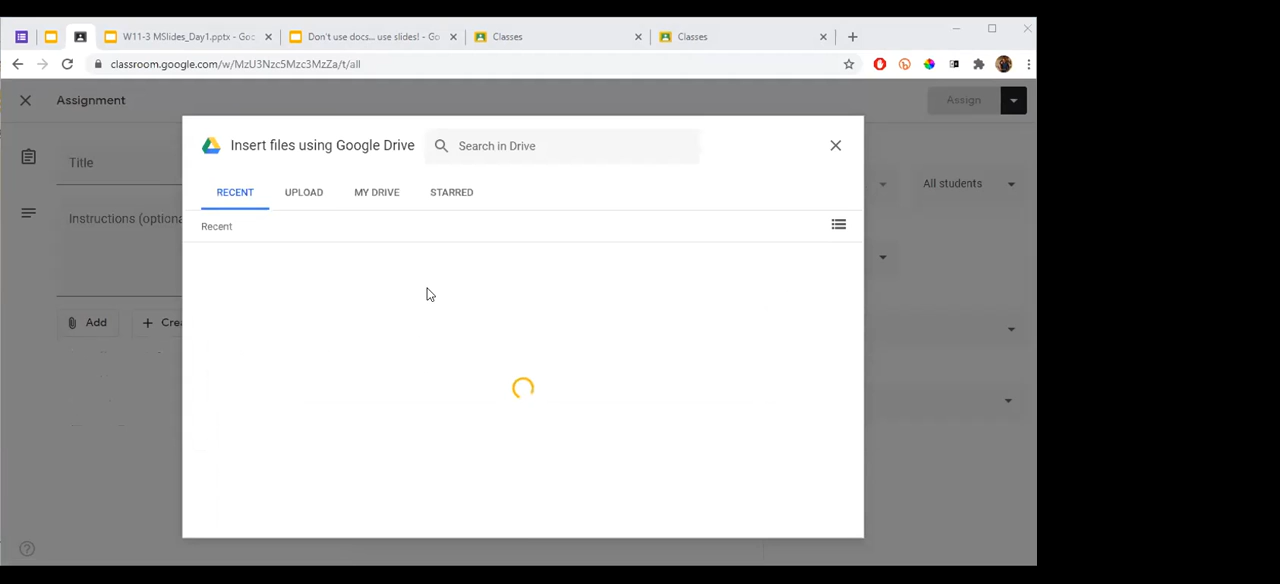 W11-3 MSlides_Day1.pptx - Goc
Don't use docs... use slides! - Go
Classes
Classes
classroom.google.com/w/MzU3Nzc5Mzc3MzZa/t/all
Assignment
Assign
Insert files using Google Drive
Search in Drive
Title
RECENT
UPLOAD
MY DRIVE
STARRED
All students
Instructions (optiona
Recent
Add
Crea